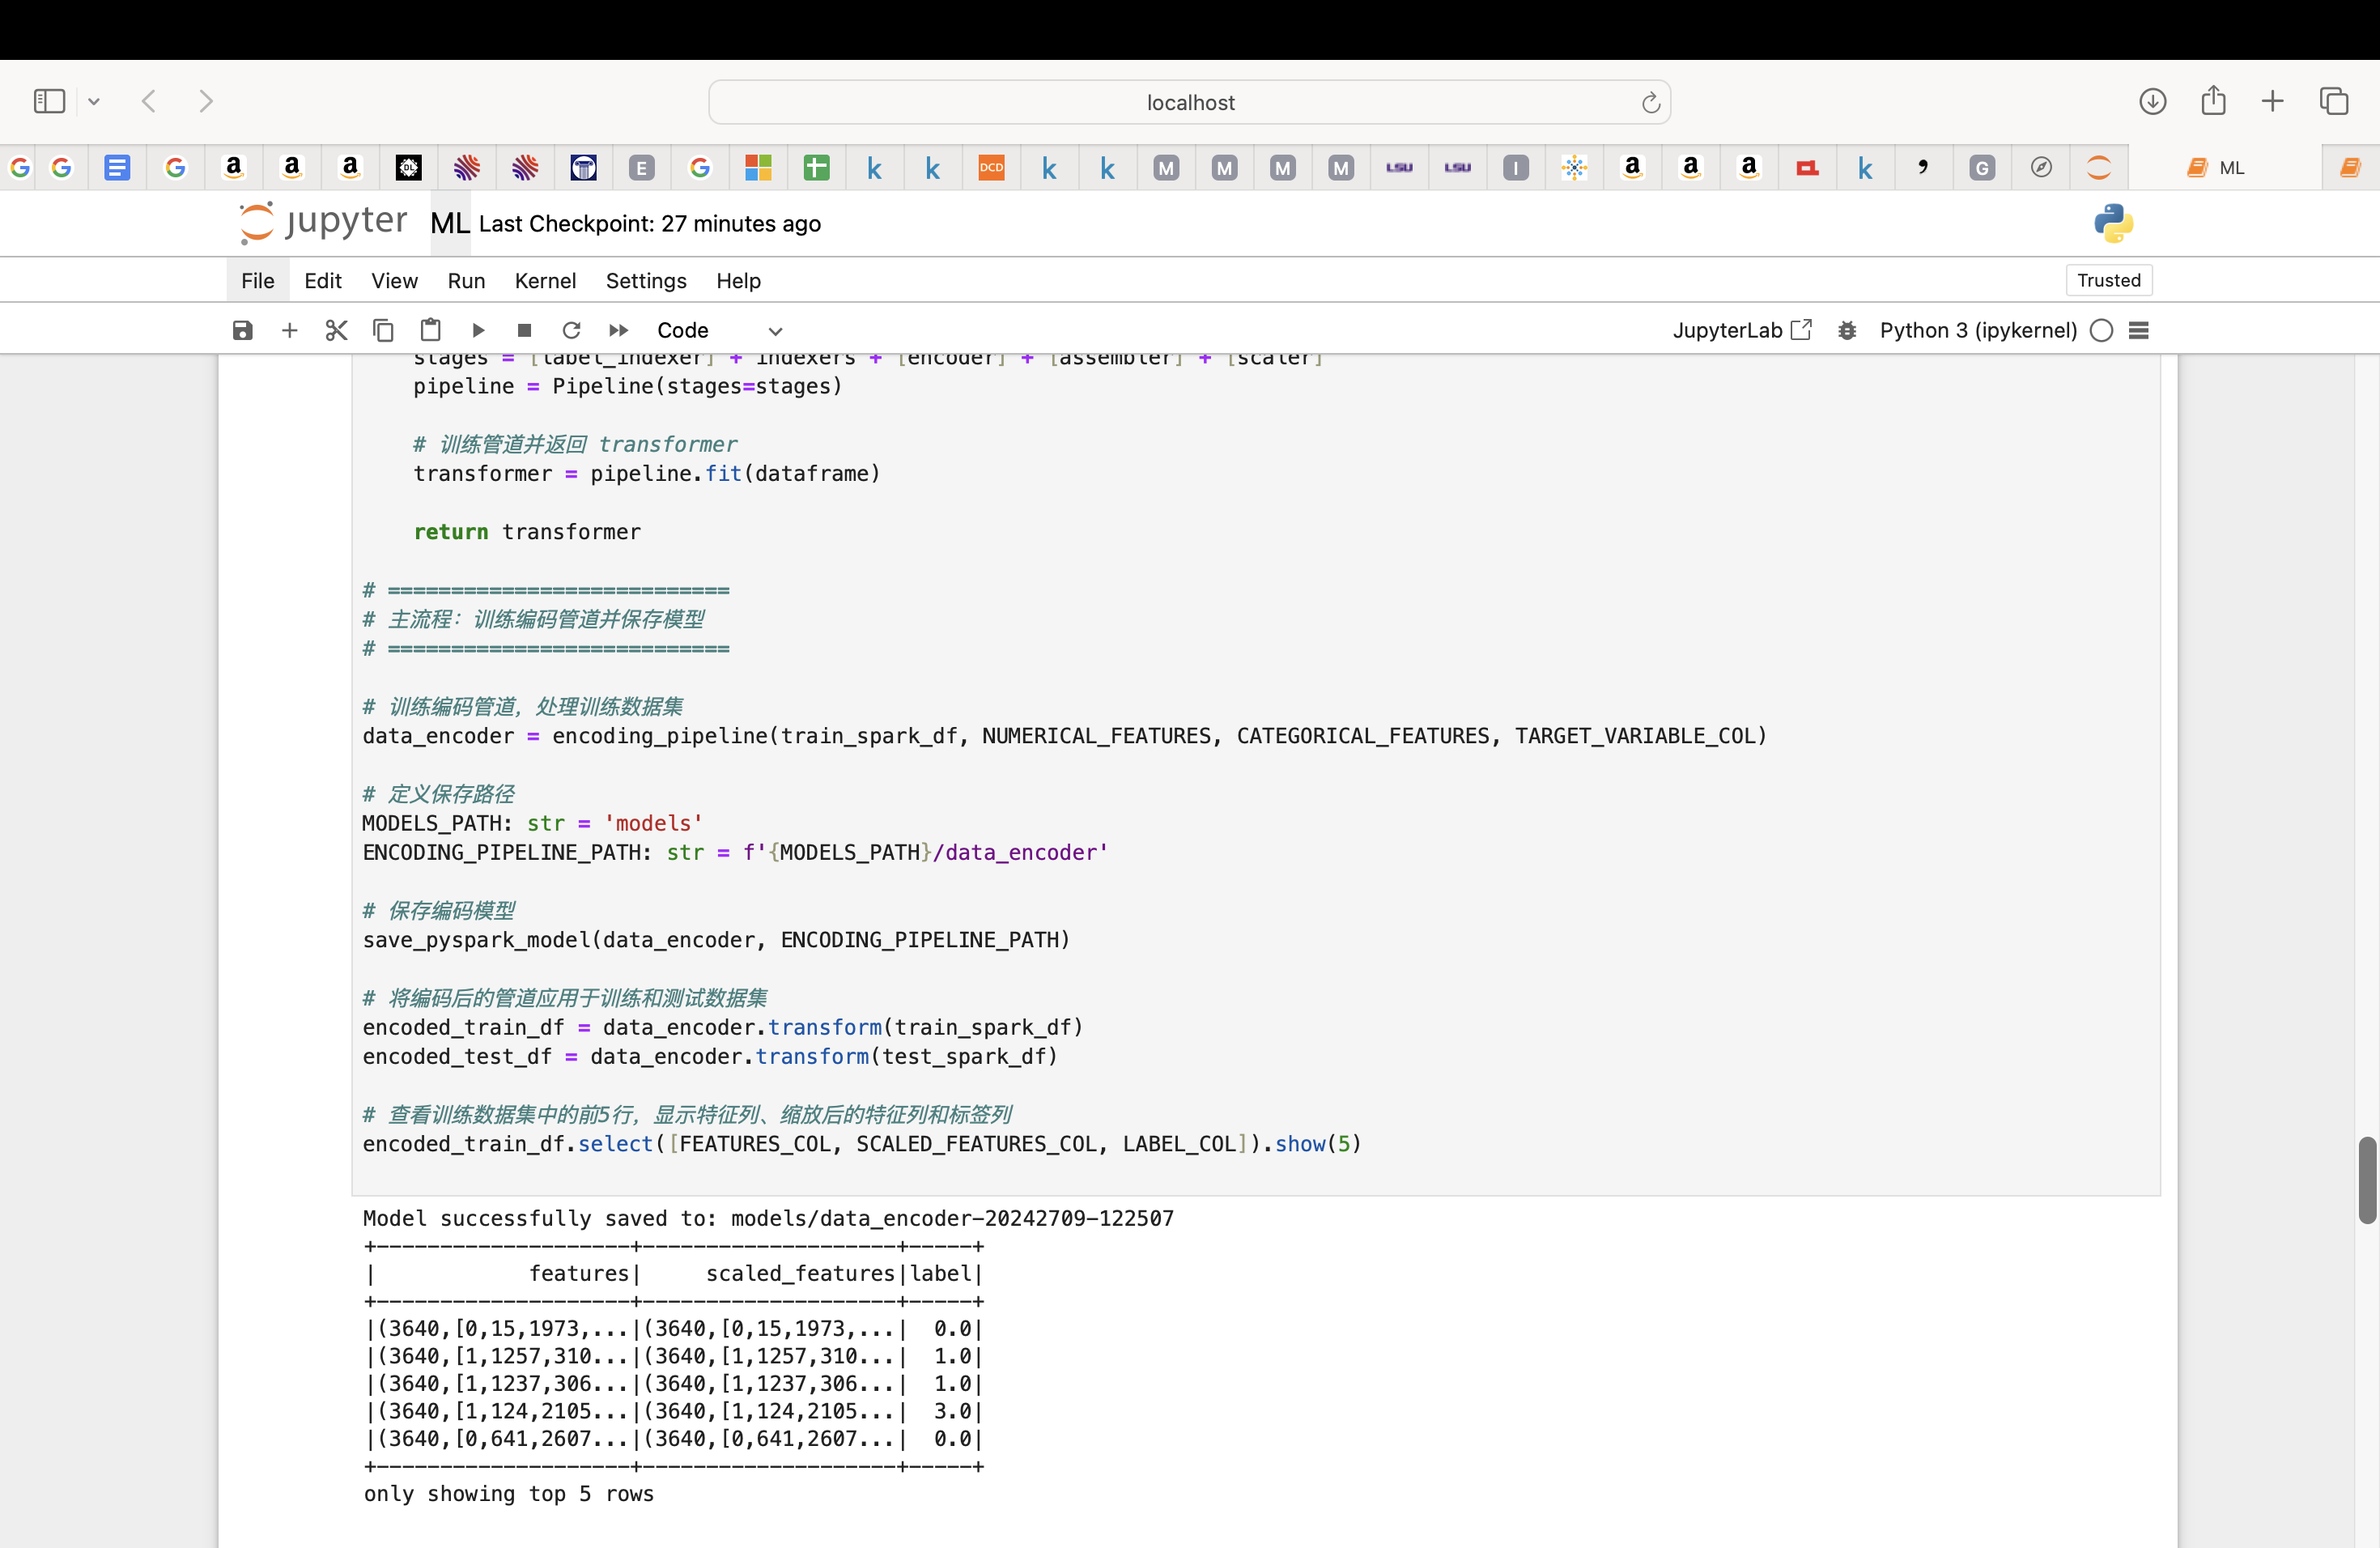 localhost
DCD
E
M
M
M
M
LSU
LSU
I
G
ML
jupyter ML Last Checkpoint: 27 minutes ago
File Edit View Run Kernel Settings Help
Trusted
Code
JupyterLab
Python 3 (ipykernel)
stages = [label_indexer] + indexers + [encoder] + [assembler] + [scaler]
pipeline = Pipeline(stages=stages)
# 训练管道并返回 transformer
transformer = pipeline.fit(dataframe)
return transformer
# ===========================
# 主流程：训练编码管道并保存模型
# ===========================
# 训练编码管道，处理训练数据集
data_encoder = encoding_pipeline(train_spark_df, NUMERICAL_FEATURES, CATEGORICAL_FEATURES, TARGET_VARIABLE_COL)
# 定义保存路径
MODELS_PATH: str = 'models'
ENCODING_PIPELINE_PATH: str = f'{MODELS_PATH}/data_encoder'
# 保存编码模型
save_pyspark_model(data_encoder, ENCODING_PIPELINE_PATH)
# 将编码后的管道应用于训练和测试数据集
encoded_train_df = data_encoder.transform(train_spark_df)
encoded_test_df = data_encoder.transform(test_spark_df)
# 查看训练数据集中的前5行，显示特征列、缩放后的特征列和标签列
encoded_train_df.select([FEATURES_COL, SCALED_FEATURES_COL, LABEL_COL]).show(5)
Model successfully saved to: models/data_encoder-20242709-122507
+--------------------+--------------------+-----+
|            features|     scaled_features|label|
+--------------------+--------------------+-----+
|(3640,[0,15,1973,...|(3640,[0,15,1973,...|  0.0|
|(3640,[1,1257,310...|(3640,[1,1257,310...|  1.0|
|(3640,[1,1237,306...|(3640,[1,1237,306...|  1.0|
|(3640,[1,124,2105...|(3640,[1,124,2105...|  3.0|
|(3640,[0,641,2607...|(3640,[0,641,2607...|  0.0|
+--------------------+--------------------+-----+
only showing top 5 rows